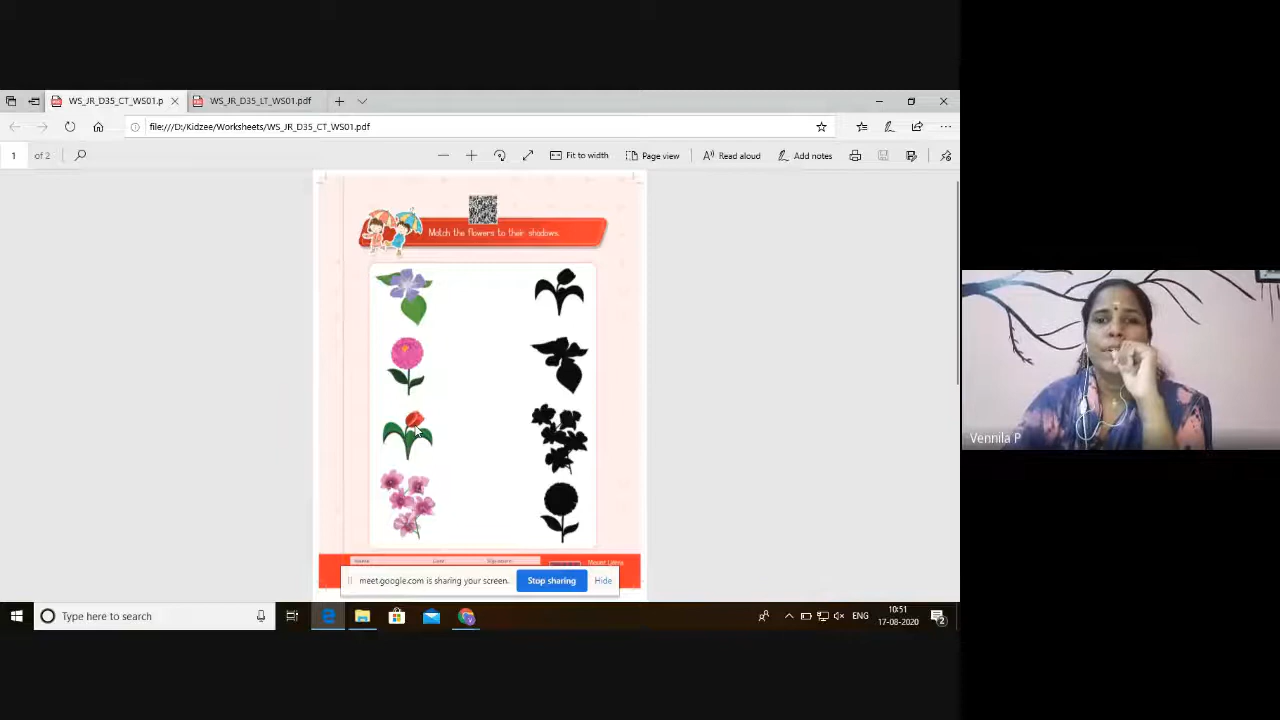 WS_JR_D35_CT_WS01.p
WS_JR_D35_LT_WS01.pdf
file:///D:/Kidzee/Worksheets/WS_JR_D35_CT_WS01.pdf
1 of 2
Fit to width
Page view
Read aloud
Add notes
Match the flowers to their shadows.
Name
meet.google.com is sharing your screen.
Stop sharing
Hide
Type here to search
ENG
10:51
17-08-2020
2
Vennila P